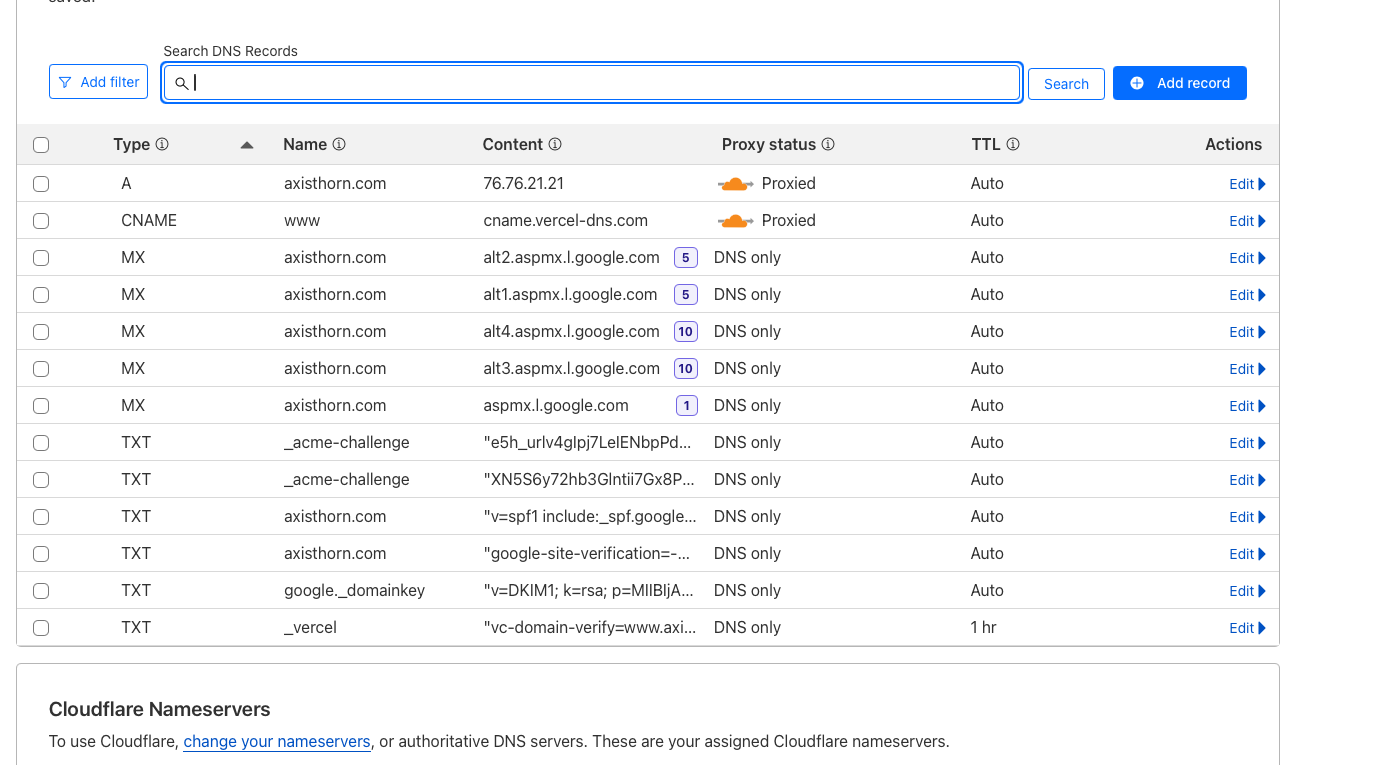 Search DNS Records
Add filter
Search
Add record
Type Name Content Proxy status TTL Actions
A axisthorn.com 76.76.21.21 Proxied Auto Edit
CNAME www cname.vercel-dns.com Proxied Auto Edit
MX axisthorn.com alt2.aspmx.l.google.com 5 DNS only Auto Edit
MX axisthorn.com alt1.aspmx.l.google.com 5 DNS only Auto Edit
MX axisthorn.com alt4.aspmx.l.google.com 10 DNS only Auto Edit
MX axisthorn.com alt3.aspmx.l.google.com 10 DNS only Auto Edit
MX axisthorn.com aspmx.l.google.com 1 DNS only Auto Edit
TXT _acme-challenge "e5h_urlv4glpj7LelENbpPd... DNS only Auto Edit
TXT _acme-challenge "XN5S6y72hb3Glntii7Gx8P... DNS only Auto Edit
TXT axisthorn.com "v=spf1 include:_spf.google... DNS only Auto Edit
TXT axisthorn.com "google-site-verification=-... DNS only Auto Edit
TXT google._domainkey "v=DKIM1; k=rsa; p=MIIBIjA... DNS only Auto Edit
TXT _vercel "vc-domain-verify=www.axi... DNS only 1 hr Edit
Cloudflare Nameservers
To use Cloudflare, change your nameservers, or authoritative DNS servers. These are your assigned Cloudflare nameservers.